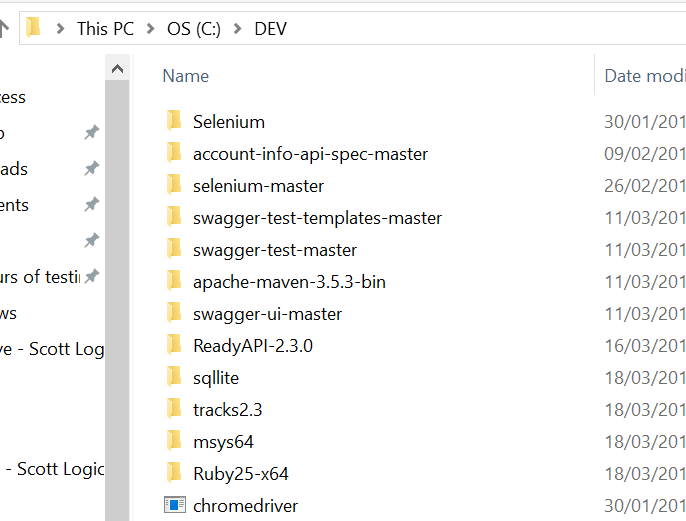 This PC > OS (C:) > DEV
Name Date modi
cess
ads
ents
urs of testi
ws
ve - Scott Log
- Scott Logic
Selenium 30/01/201
account-info-api-spec-master 09/02/201
selenium-master 26/02/201
swagger-test-templates-master 11/03/201
swagger-test-master 11/03/201
apache-maven-3.5.3-bin 11/03/201
swagger-ui-master 11/03/201
ReadyAPI-2.3.0 16/03/201
sqllite 18/03/201
tracks2.3 18/03/201
msys64 18/03/201
Ruby25-x64 18/03/201
chromedriver 30/01/201